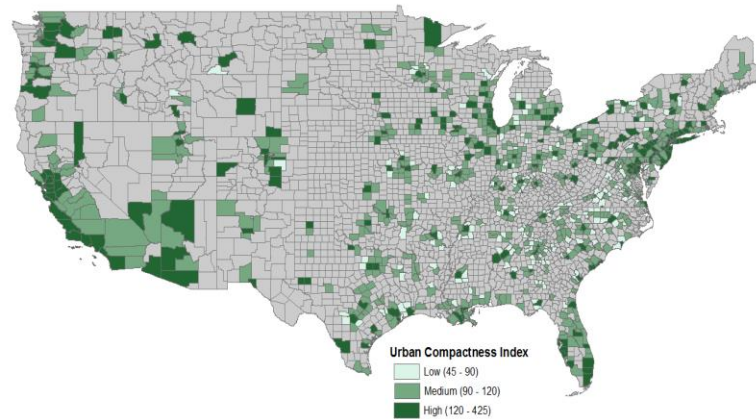 Urban Compactness Index
Low (45 - 90)
Medium (90 - 120)
High (120 - 425)